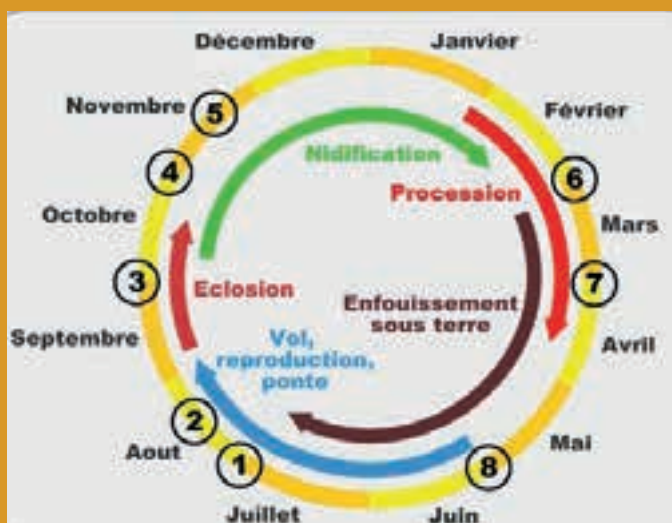 Décembre
Janvier
Novembre
5
Février
4
Nidification
6
Procession
Octobre
Mars
3
Eclosion
7
Enfouissement
sous terre
Septembre
Vol,
reproduction,
ponte
Avril
2
Aout
1
8
Mai
Juillet
Juin